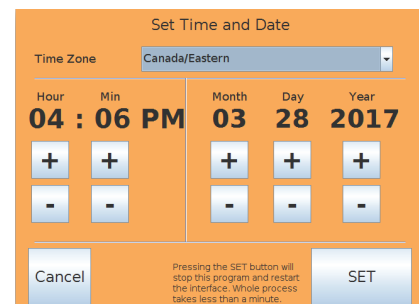 Set Time and Date
Time Zone
Canada/Eastern
Hour Min
04 : 06 PM
+ +
- -
Month Day Year
03 28 2017
+ + +
- - -
Cancel
Pressing the SET button will
stop this program and restart
the interface. Whole process
takes less than a minute.
SET